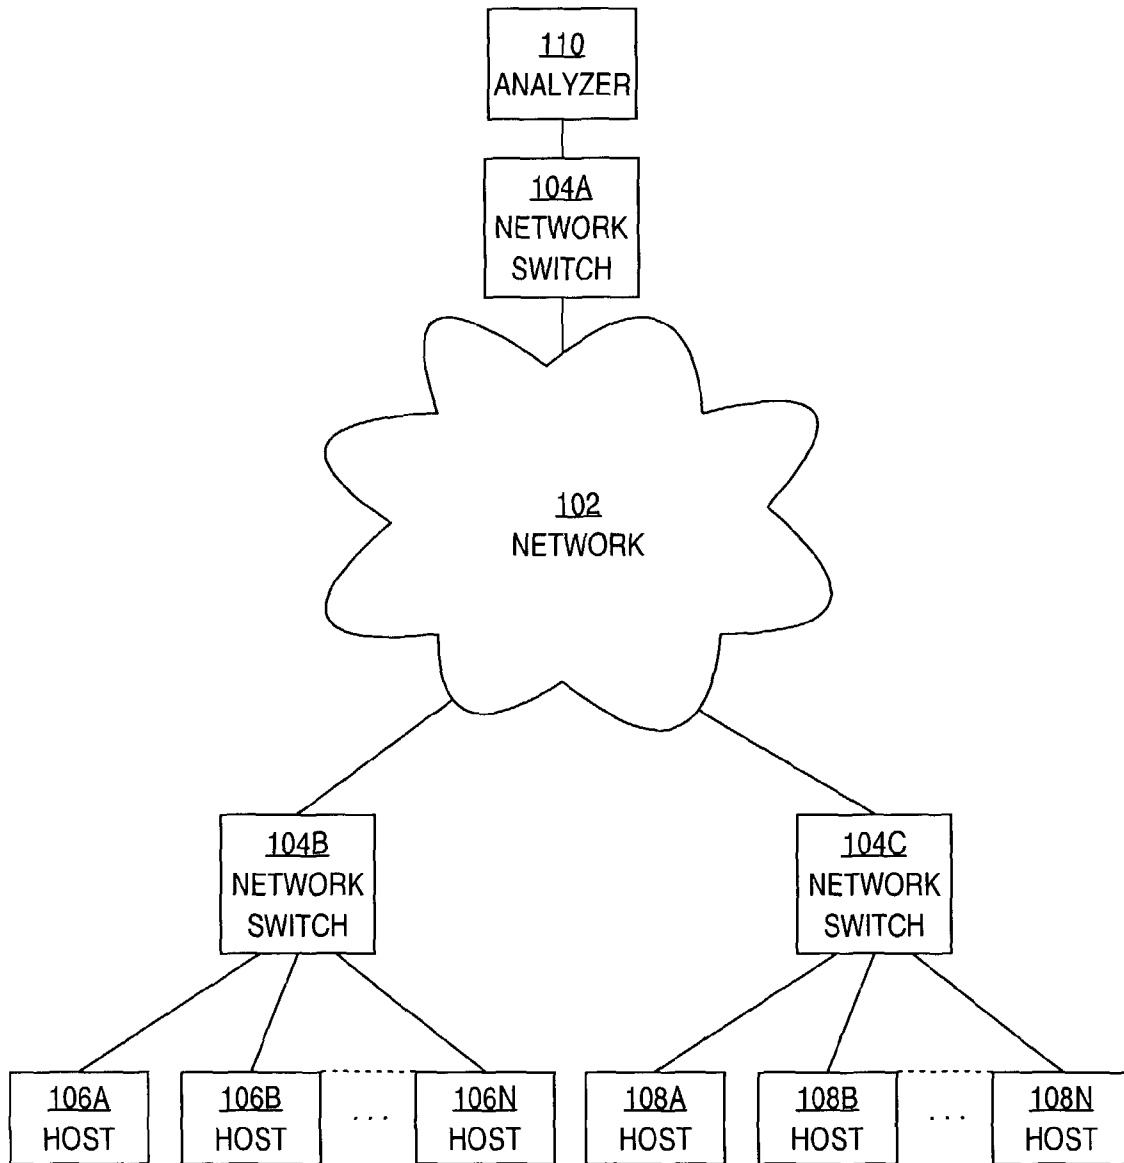 110
ANALYZER
104A
NETWORK
SWITCH
102
NETWORK
104B
NETWORK
SWITCH
104C
NETWORK
SWITCH
106A
HOST
106B
HOST
...
106N
HOST
108A
HOST
108B
HOST
...
108N
HOST